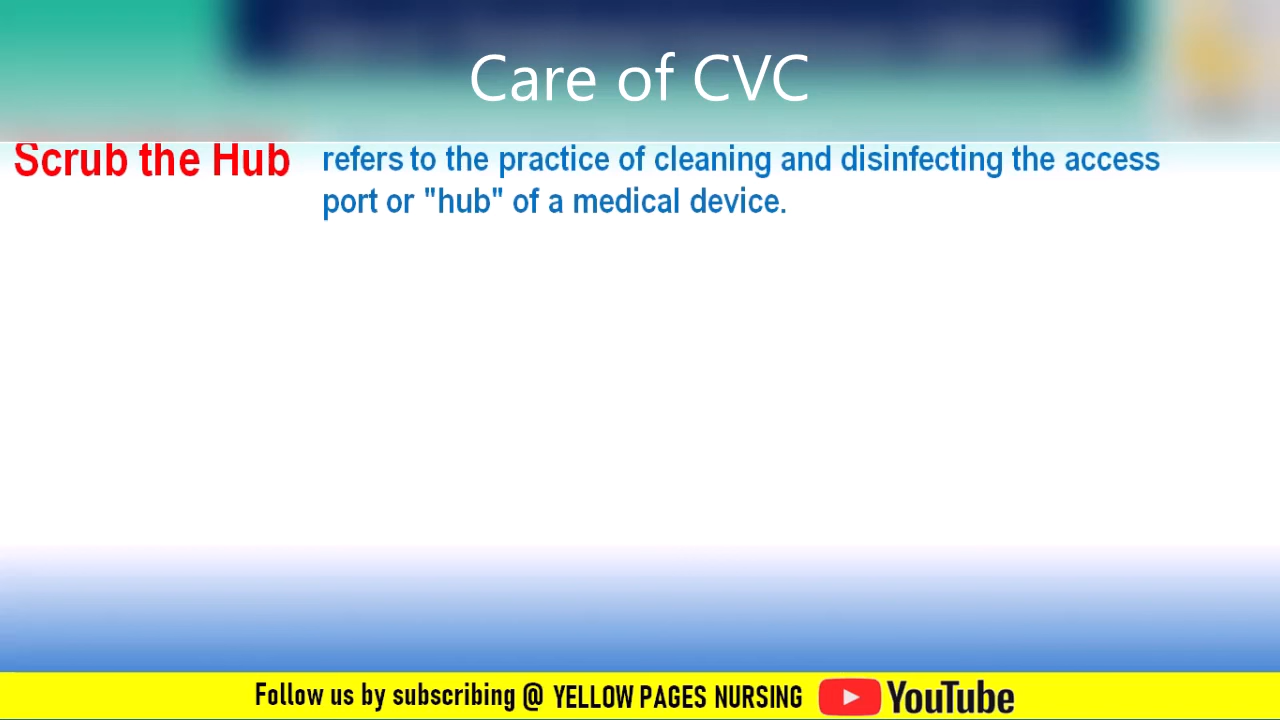 Care of CVC
Scrub the Hub
refers to the practice of cleaning and disinfecting the access
port or "hub" of a medical device.
Follow us by subscribing @ YELLOW PAGES NURSING YouTube